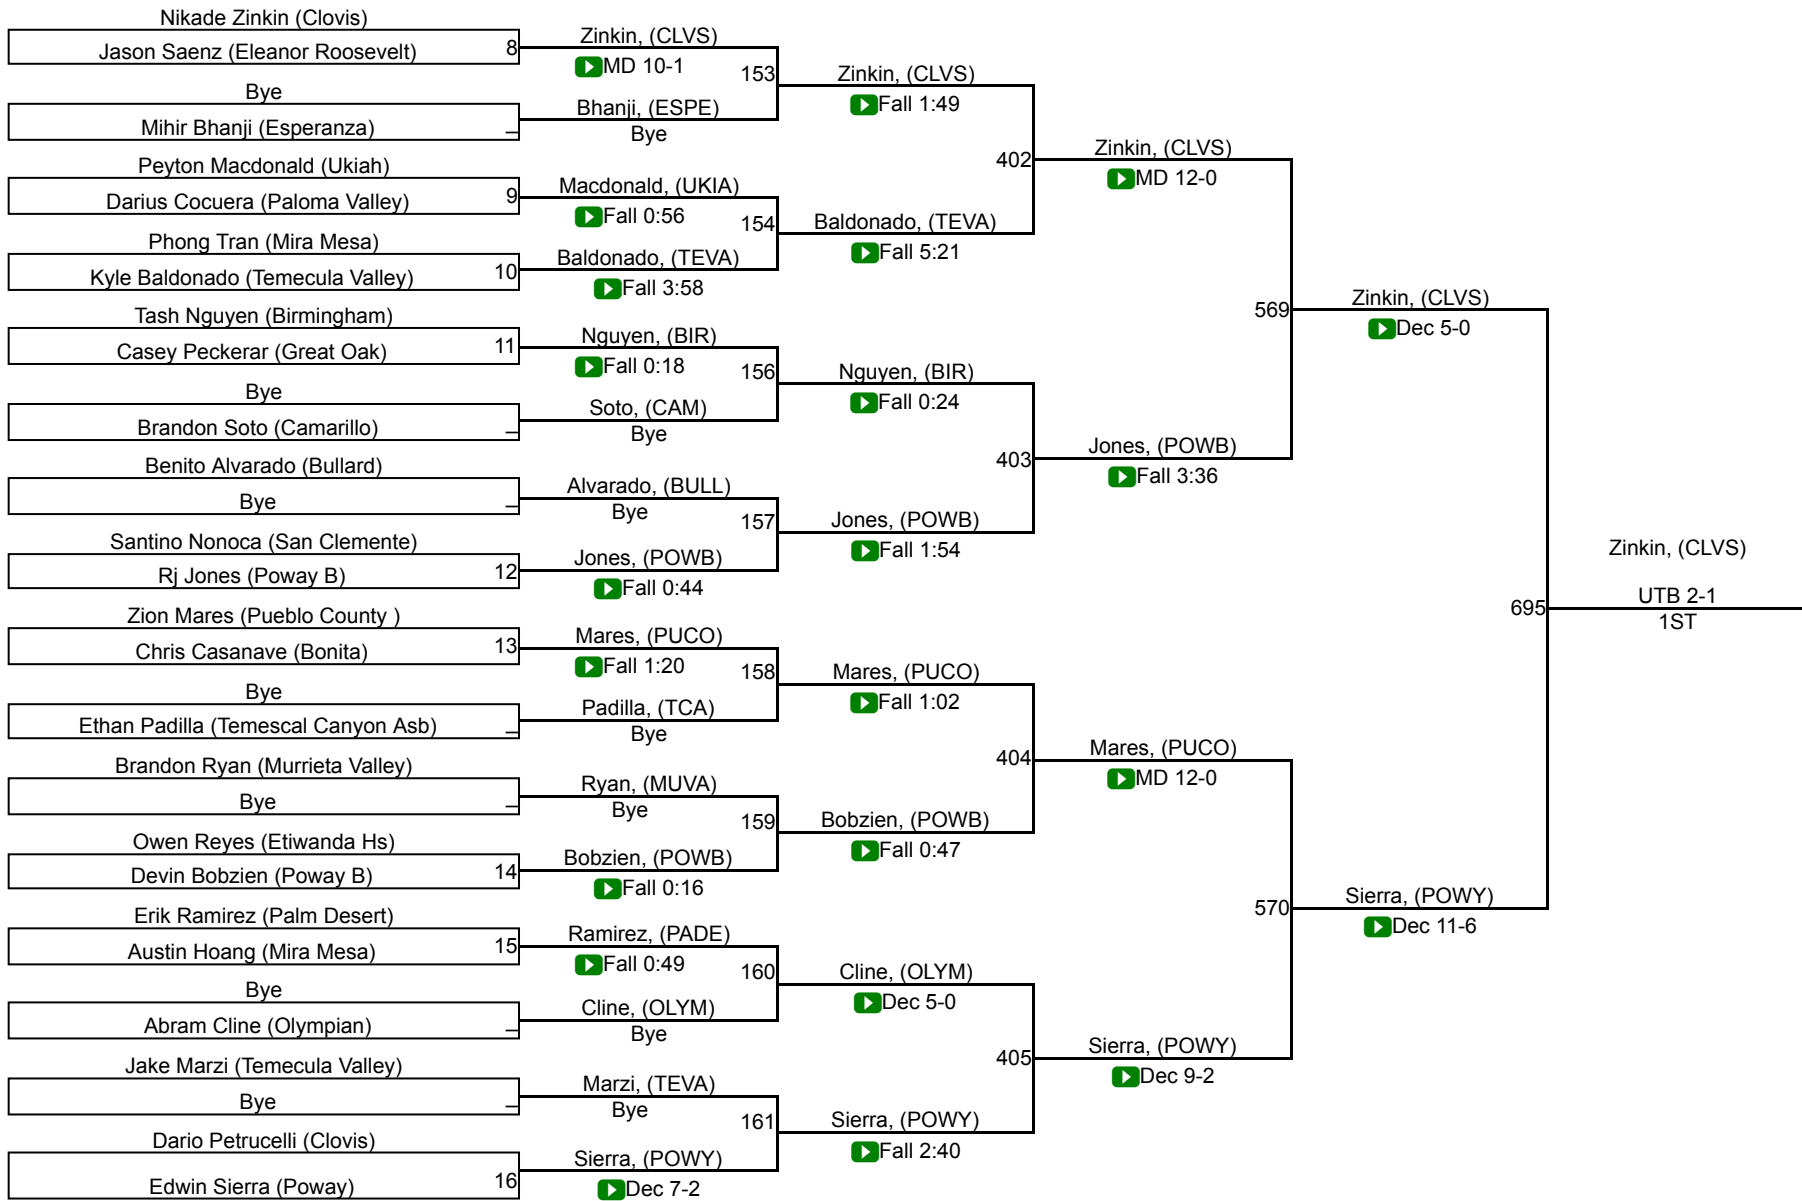 Nikade Zinkin (Clovis)
Jason Saenz (Eleanor Roosevelt) 8
Bye
Mihir Bhanji (Esperanza) _
Peyton Macdonald (Ukiah)
Darius Cocuera (Paloma Valley) 9
Phong Tran (Mira Mesa)
Kyle Baldonado (Temecula Valley) 10
Tash Nguyen (Birmingham)
Casey Peckerar (Great Oak) 11
Bye
Brandon Soto (Camarillo) _
Benito Alvarado (Bullard)
Bye _
Santino Nonoca (San Clemente)
Rj Jones (Poway B) 12
Zion Mares (Pueblo County )
Chris Casanave (Bonita) 13
Bye
Ethan Padilla (Temescal Canyon Asb) _
Brandon Ryan (Murrieta Valley)
Bye _
Owen Reyes (Etiwanda Hs)
Devin Bobzien (Poway B) 14
Erik Ramirez (Palm Desert)
Austin Hoang (Mira Mesa) 15
Bye
Abram Cline (Olympian) _
Jake Marzi (Temecula Valley)
Bye _
Dario Petrucelli (Clovis)
Edwin Sierra (Poway) 16
Zinkin, (CLVS)
MD 10-1
153
Bhanji, (ESPE)
Bye
Macdonald, (UKIA)
Fall 0:56
154
Baldonado, (TEVA)
Fall 3:58
Nguyen, (BIR)
Fall 0:18
156
Soto, (CAM)
Bye
Alvarado, (BULL)
Bye
157
Jones, (POWB)
Fall 0:44
Mares, (PUCO)
Fall 1:20
158
Padilla, (TCA)
Bye
Ryan, (MUVA)
Bye
159
Bobzien, (POWB)
Fall 0:16
Ramirez, (PADE)
Fall 0:49
160
Cline, (OLYM)
Bye
Marzi, (TEVA)
Bye
161
Sierra, (POWY)
Dec 7-2
Zinkin, (CLVS)
Fall 1:49
402
Baldonado, (TEVA)
Fall 5:21
Nguyen, (BIR)
Fall 0:24
403
Jones, (POWB)
Fall 1:54
Mares, (PUCO)
Fall 1:02
404
Bobzien, (POWB)
Fall 0:47
Cline, (OLYM)
Dec 5-0
405
Sierra, (POWY)
Fall 2:40
Zinkin, (CLVS)
MD 12-0
569
Jones, (POWB)
Fall 3:36
Mares, (PUCO)
MD 12-0
570
Sierra, (POWY)
Dec 9-2
Zinkin, (CLVS)
Dec 5-0
695
Sierra, (POWY)
Dec 11-6
Zinkin, (CLVS)
UTB 2-1
1ST